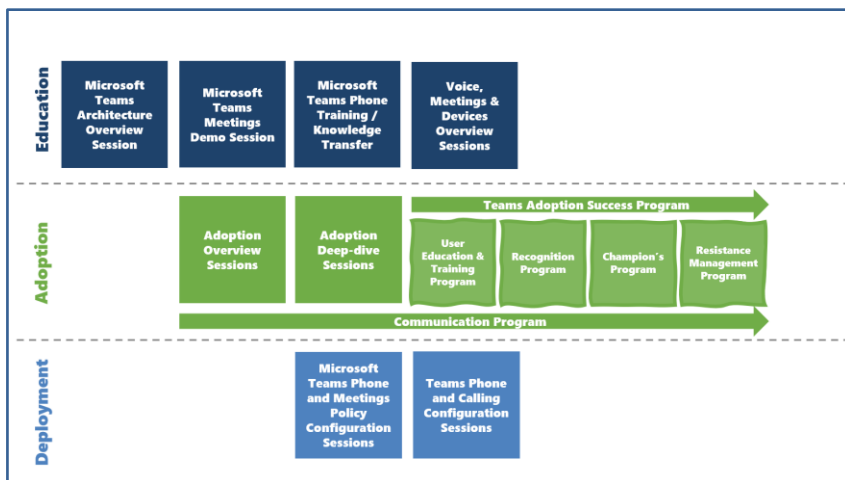 Education
Microsoft
Teams
Architecture
Overview
Session
Microsoft
Teams
Meetings
Demo Session
Microsoft
Teams Phone
Training /
Knowledge
Transfer
Voice,
Meetings &
Devices
Overview
Sessions
Adoption
Adoption
Overview
Sessions
Adoption
Deep-dive
Sessions
Teams Adoption Success Program
User
Education &
Training
Program
Recognition
Program
Champion's
Program
Resistance
Management
Program
Communication Program
Deployment
Microsoft
Teams Phone
and Meetings
Policy
Configuration
Sessions
Teams Phone
and Calling
Configuration
Sessions